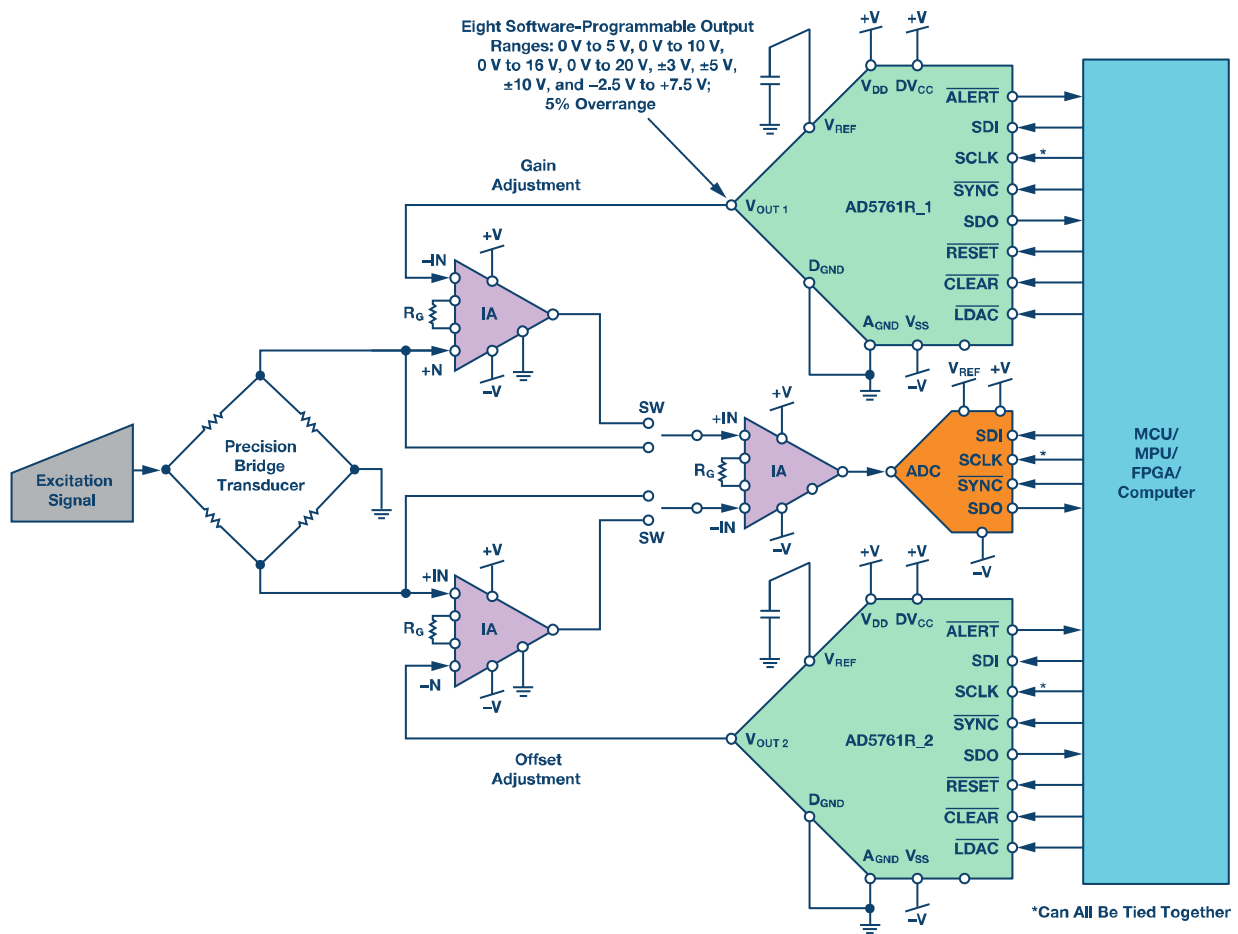 Eight Software-Programmable Output
Ranges: 0 V to 5 V, 0 V to 10 V,
0 V to 16 V, 0 V to 20 V, ±3 V, ±5 V,
±10 V, and –2.5 V to +7.5 V;
5% Overrange
+V
+V
VDD
DVCC
ALERT
VREF
SDI
SCLK
*
SYNC
VOUT 1
AD5761R_1
SDO
RESET
DGND
CLEAR
LDAC
AGND
VSS
–V
Gain
Adjustment
+V
–IN
RG
IA
+N
–V
Excitation
Signal
Precision
Bridge
Transducer
SW
+IN
+V
RG
IA
–IN
–V
SW
VREF
+V
SDI
ADC
SCLK
*
SYNC
SDO
–V
MCU/
MPU/
FPGA/
Computer
+V
+IN
RG
IA
–N
–V
Offset
Adjustment
+V
+V
VDD
DVCC
ALERT
VREF
SDI
SCLK
*
SYNC
VOUT 2
AD5761R_2
SDO
RESET
DGND
CLEAR
LDAC
AGND
VSS
–V
*Can All Be Tied Together